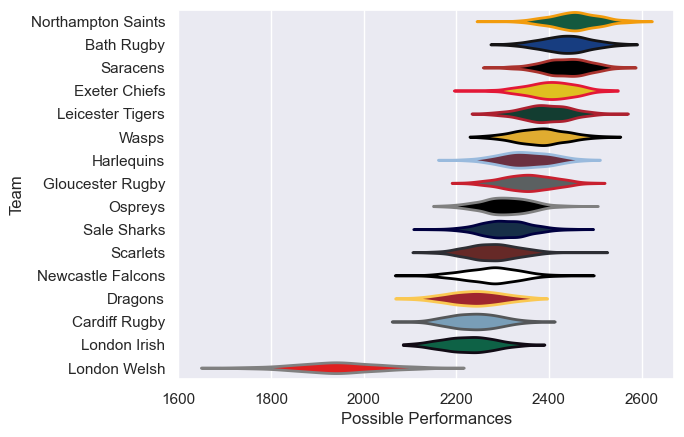 Northampton Saints
Bath Rugby
Saracens
Exeter Chiefs
Leicester Tigers
Wasps
Harlequins
Gloucester Rugby
Ospreys
Sale Sharks
Scarlets
Newcastle Falcons
Dragons
Cardiff Rugby
London Irish
London Welsh
Team
1600 1800 2000 2200 2400 2600
Possible Performances